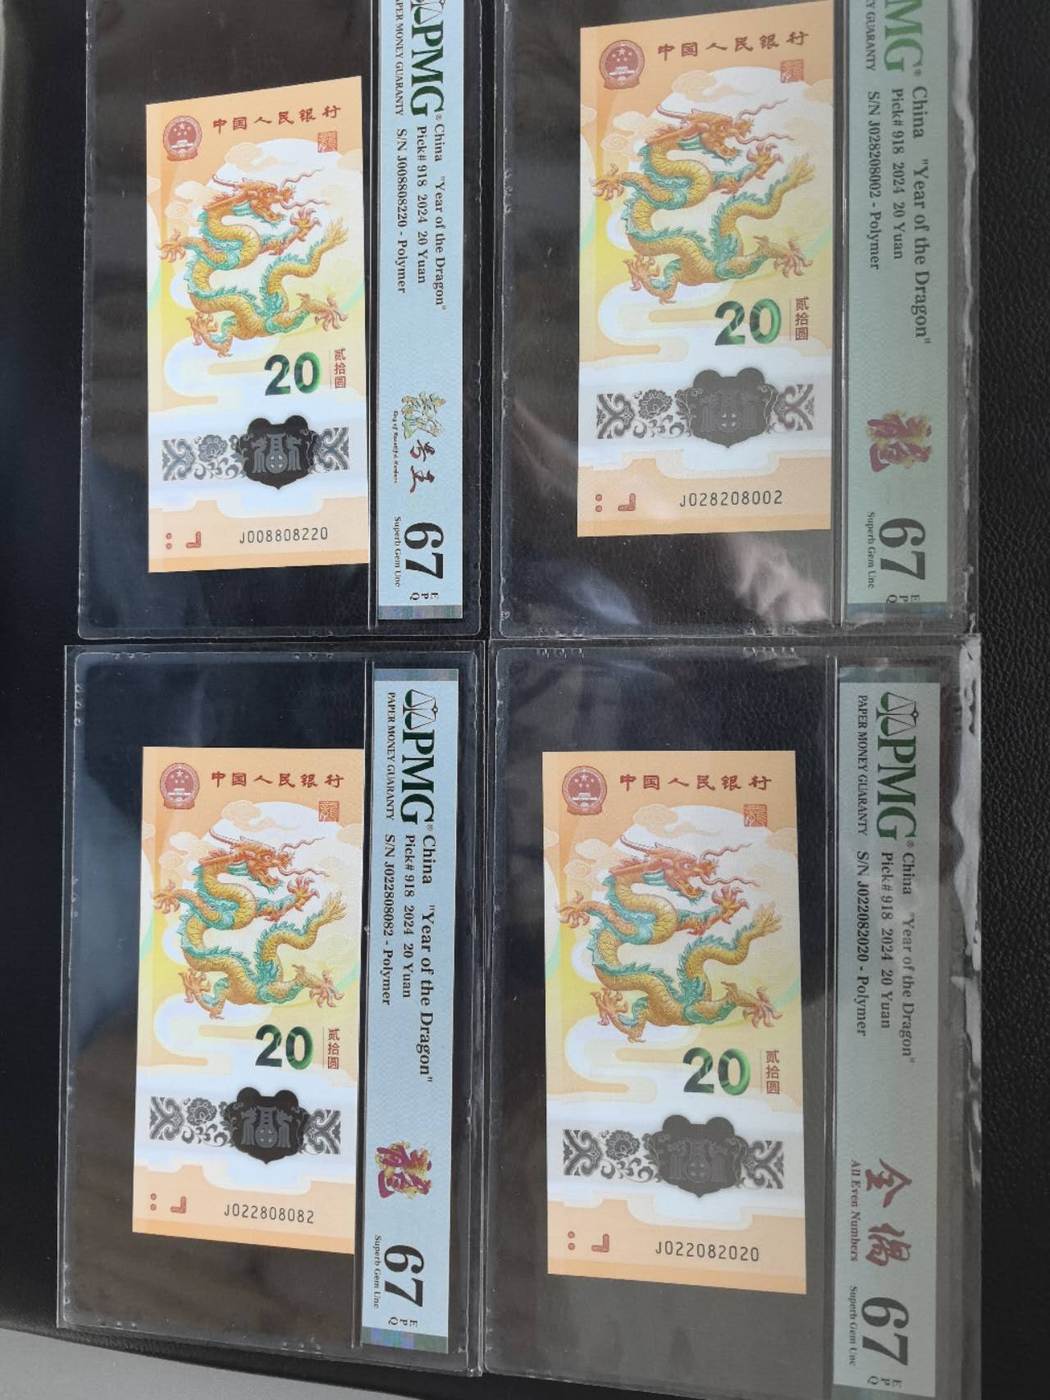 中国人民银行
20
贰拾圆
J008808220
PMG®
PAPER MONEY GUARANTY
China "Year of the Dragon"
Pick# 918 2024 20 Yuan
S/N J008808220 - Polymer
67
EPQ
Superb Gem Unc
中国人民银行
20
贰拾圆
J028208002
PMG®
PAPER MONEY GUARANTY
China "Year of the Dragon"
Pick# 918 2024 20 Yuan
S/N J028208002 - Polymer
67
EPQ
Superb Gem Unc
中国人民银行
20
贰拾圆
J022808082
PMG®
PAPER MONEY GUARANTY
China "Year of the Dragon"
Pick# 918 2024 20 Yuan
S/N J022808082 - Polymer
67
EPQ
Superb Gem Unc
中国人民银行
20
贰拾圆
J022082020
PMG®
PAPER MONEY GUARANTY
China "Year of the Dragon"
Pick# 918 2024 20 Yuan
S/N J022082020 - Polymer
全偶
All Even Numbers
67
EPQ
Superb Gem Unc